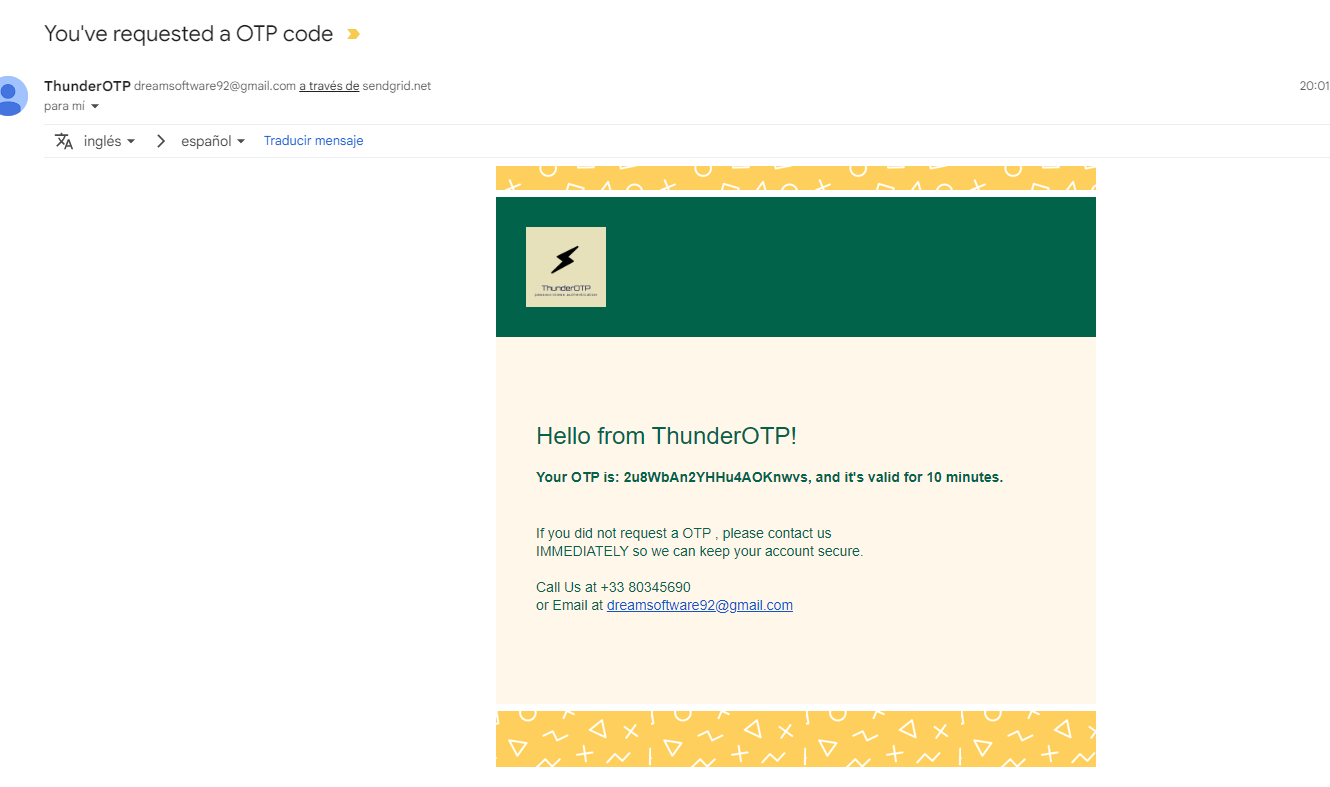 You've requested a OTP code
ThunderOTP dreamsoftware92@gmail.com a través de sendgrid.net
20:01
para mí
inglés
español
Traducir mensaje
ThunderOTP
Hello from ThunderOTP!
Your OTP is: 2u8WbAn2YHHu4AOKnwvs, and it's valid for 10 minutes.
If you did not request a OTP , please contact us
IMMEDIATELY so we can keep your account secure.
Call Us at +33 80345690
or Email at dreamsoftware92@gmail.com